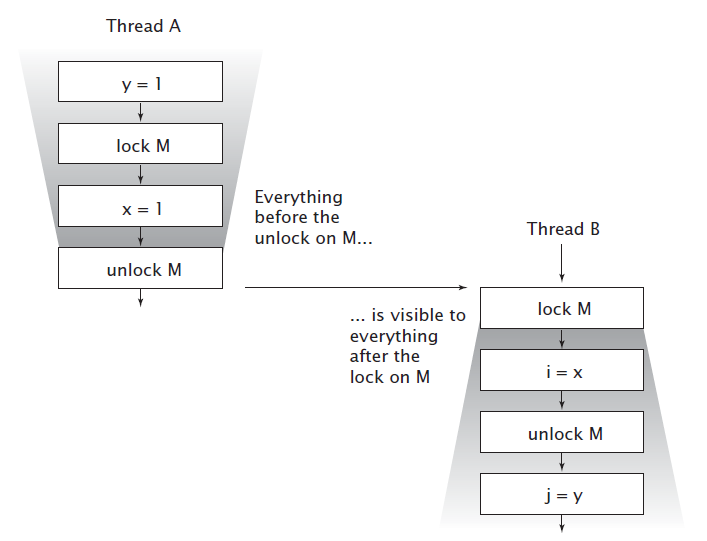 Thread A
y = 1
lock M
x = 1
unlock M
Everything
before the
unlock on M...
Thread B
lock M
... is visible to
everything
after the
lock on M
i = x
unlock M
j = y